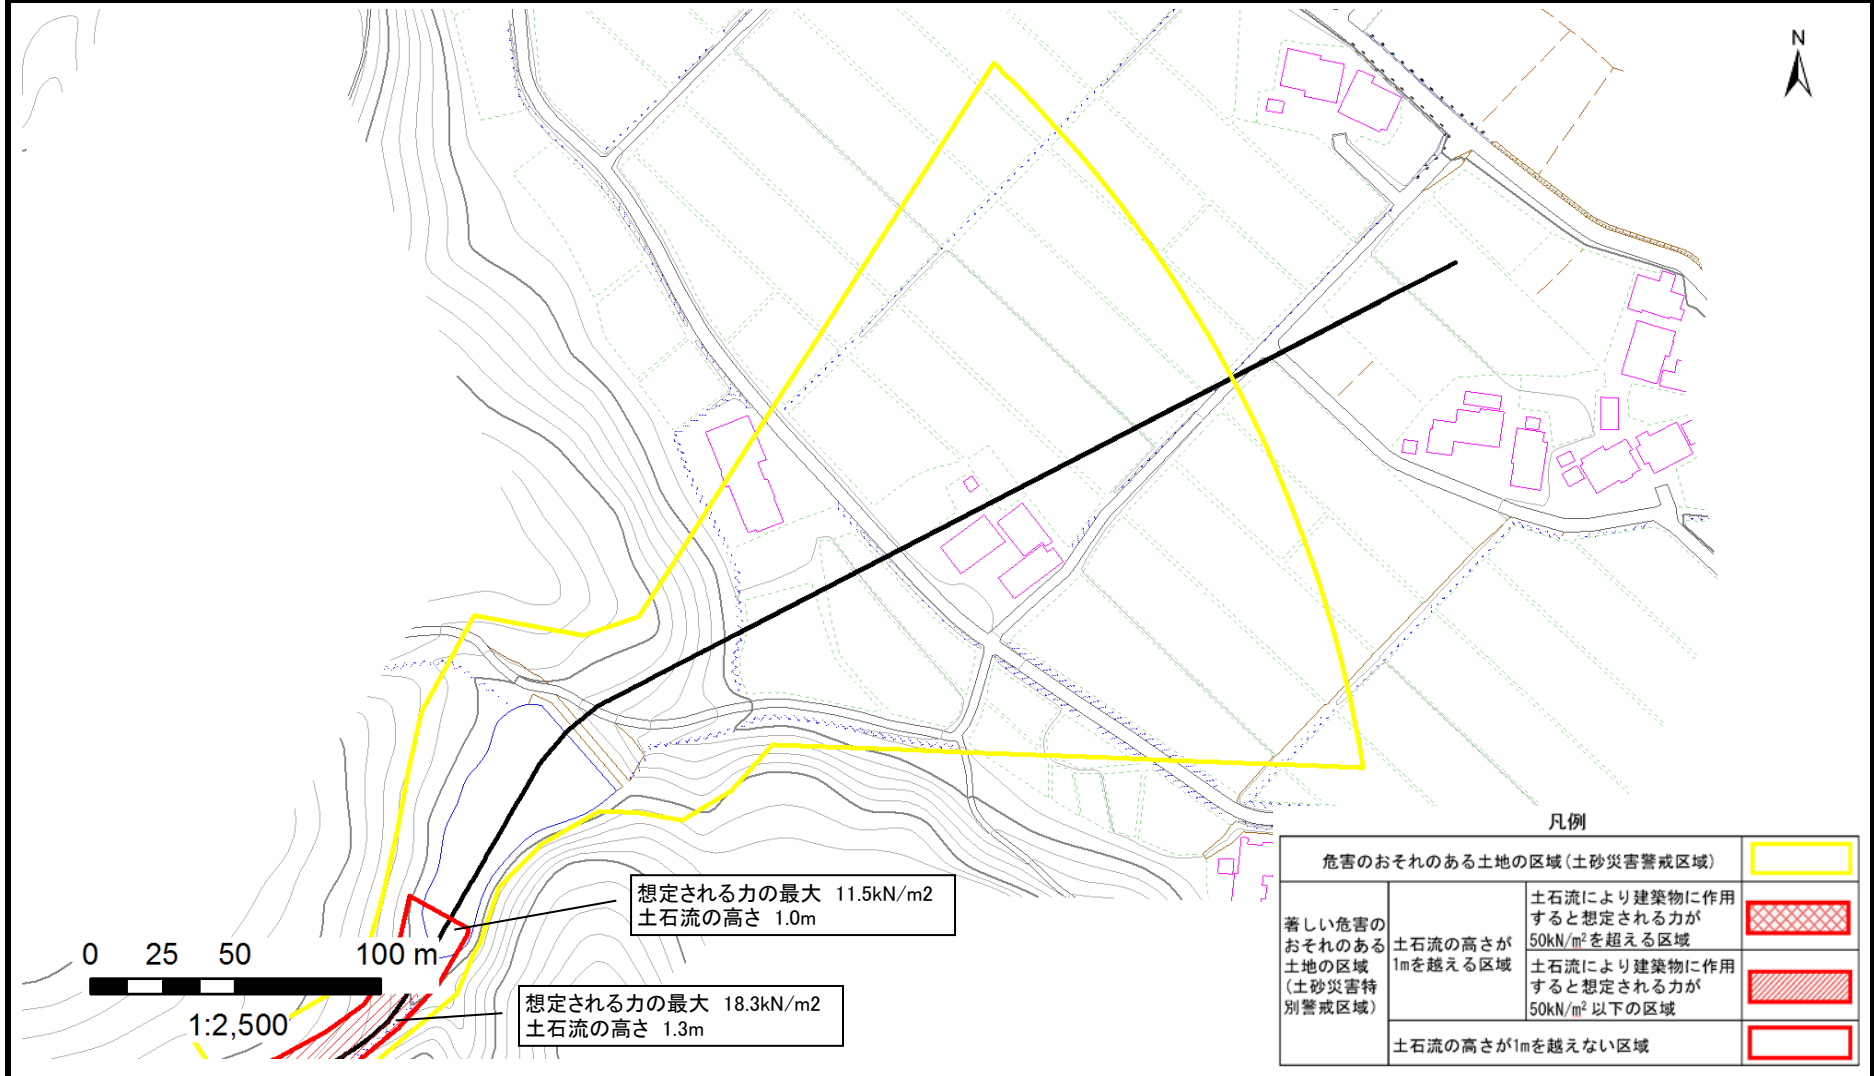 N
想定される力の最大 11.5kN/m2
土石流の高さ 1.0m
0 25 50 100 m
1:2,500
想定される力の最大 18.3kN/m2
土石流の高さ 1.3m
凡例
危害のおそれのある土地の区域(土砂災害警戒区域)
著しい危害の
おそれのある
土地の区域
(土砂災害特
別警戒区域)
土石流の高さが
1mを越える区域
土石流により建築物に作用
すると想定される力が
50kN/m²を超える区域
土石流により建築物に作用
すると想定される力が
50kN/m²以下の区域
土石流の高さが1mを越えない区域